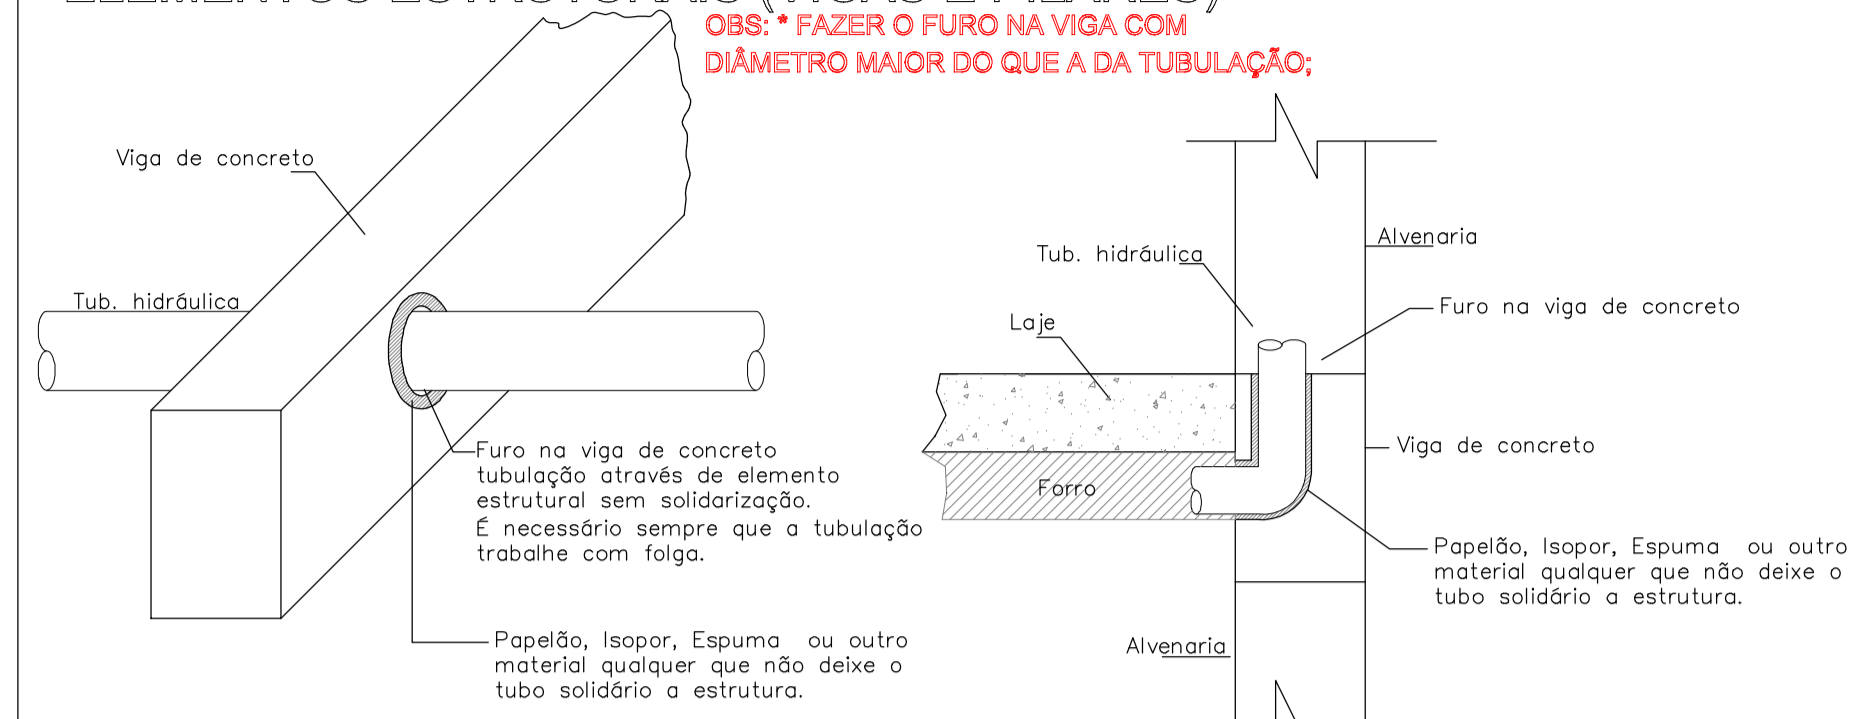 ELEMENTOS ESTRUTURAIS (VIGAS E PILARES)
OBS: * FAZER O FURO NA VIGA COM
DIÂMETRO MAIOR DO QUE A DA TUBULAÇÃO;
Viga de concreto
Tub. hidráulica
Furo na viga de concreto
tubulação através de elemento
estrutural sem solidarização.
É necessário sempre que a tubulação
trabalhe com folga.
Papelão, Isopor, Espuma ou outro
material qualquer que não deixe o
tubo solidário a estrutura.
Tub. hidráulica
Alvenaria
Furo na viga de concreto
Laje
Viga de concreto
Forro
Papelão, Isopor, Espuma ou outro
material qualquer que não deixe o
tubo solidário a estrutura.
Alvenaria